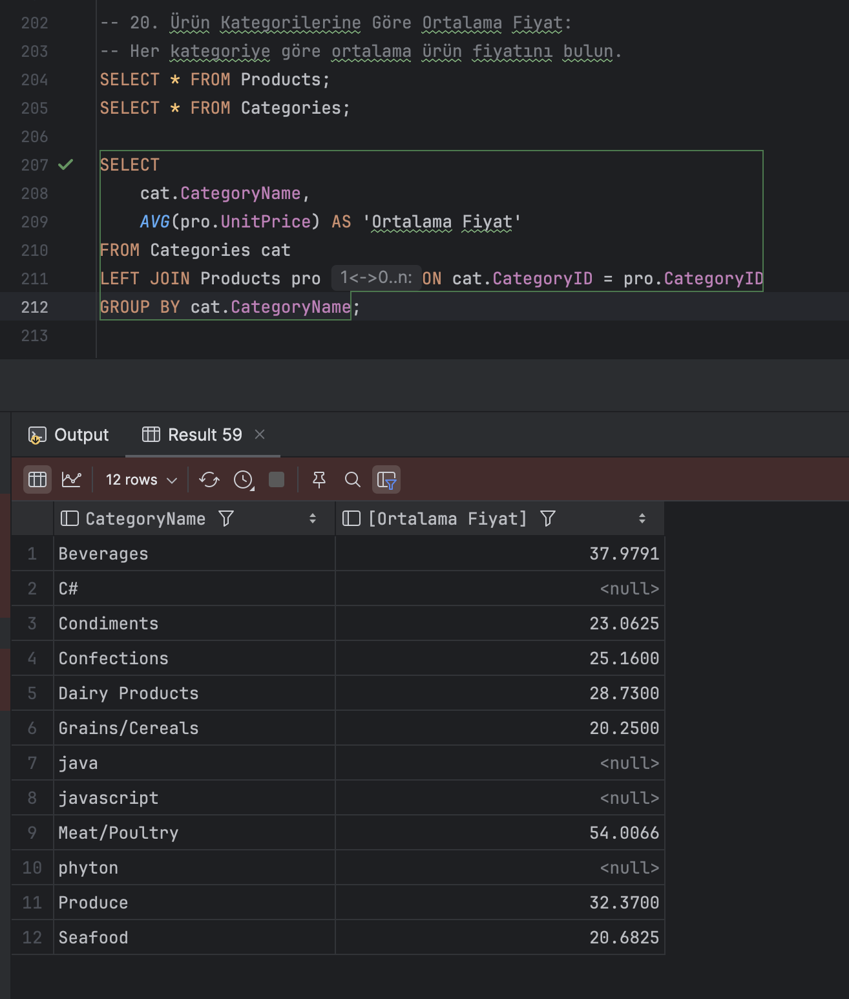 202 -- 20. Ürün Kategorilerine Göre Ortalama Fiyat:
203 -- Her kategoriye göre ortalama ürün fiyatını bulun.
204 SELECT * FROM Products;
205 SELECT * FROM Categories;
206
207 SELECT
208 cat.CategoryName,
209 AVG(pro.UnitPrice) AS 'Ortalama Fiyat'
210 FROM Categories cat
211 LEFT JOIN Products pro 1<->0..n: ON cat.CategoryID = pro.CategoryID
212 GROUP BY cat.CategoryName;
213
Output Result 59
12 rows
CategoryName [Ortalama Fiyat]
1 Beverages 37.9791
2 C# <null>
3 Condiments 23.0625
4 Confections 25.1600
5 Dairy Products 28.7300
6 Grains/Cereals 20.2500
7 java <null>
8 javascript <null>
9 Meat/Poultry 54.0066
10 phyton <null>
11 Produce 32.3700
12 Seafood 20.6825